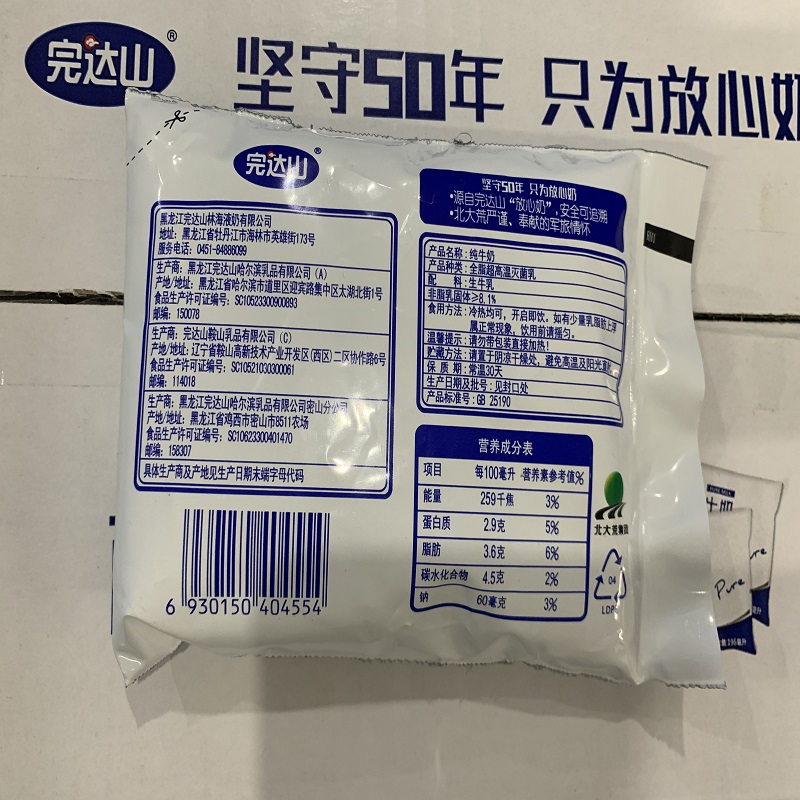 完达山®
坚守50年 只为放心奶
完达山®
坚守50年 只为放心奶
·源自完达山“放心奶”,安全可追溯
·北大荒严谨、奉献的军旅情怀
黑龙江完达山林海液奶有限公司
地址:黑龙江省牡丹江市海林市英雄街173号
服务电话:0451-84886099
生产商:黑龙江完达山哈尔滨乳品有限公司(A)
产地/地址:黑龙江省哈尔滨市道里区迎宾路集中区太湖北街1号
食品生产许可证编号:SC10523300900893
邮编:150078
生产商:完达山鞍山乳品有限公司(C)
产地/地址:辽宁省鞍山高新技术产业开发区(西区)二区协作路6号
食品生产许可证编号:SC10521030300061
邮编:114018
生产商:黑龙江完达山哈尔滨乳品有限公司密山分公司
产地/地址:黑龙江省鸡西市密山市8511农场
食品生产许可证编号:SC10623300401470
邮编:158307
具体生产商及产地见生产日期末端字母代码
6 930150 404554
产品名称:纯牛奶
产品种类:全脂超高温灭菌乳
配 料:生牛乳
非脂乳固体≥8.1%
食用方法:冷热均可,开启即饮。如有少量乳脂肪上浮
属正常现象,饮用前请摇匀。
温馨提示:请勿带包装直接加热!
贮藏方法:请置于阴凉干燥处,避免高温及阳光直
保 质 期:常温30天
生产日期及批号:见封口处
产品标准号:GB 25190
营养成分表
项目 每100毫升 营养素参考值%
能量 259千焦 3%
蛋白质 2.9克 5%
脂肪 3.6克 6%
碳水化合物 4.5克 2%
钠 60毫克 3%
北大荒集团
04
LDPE
牛奶
Pure